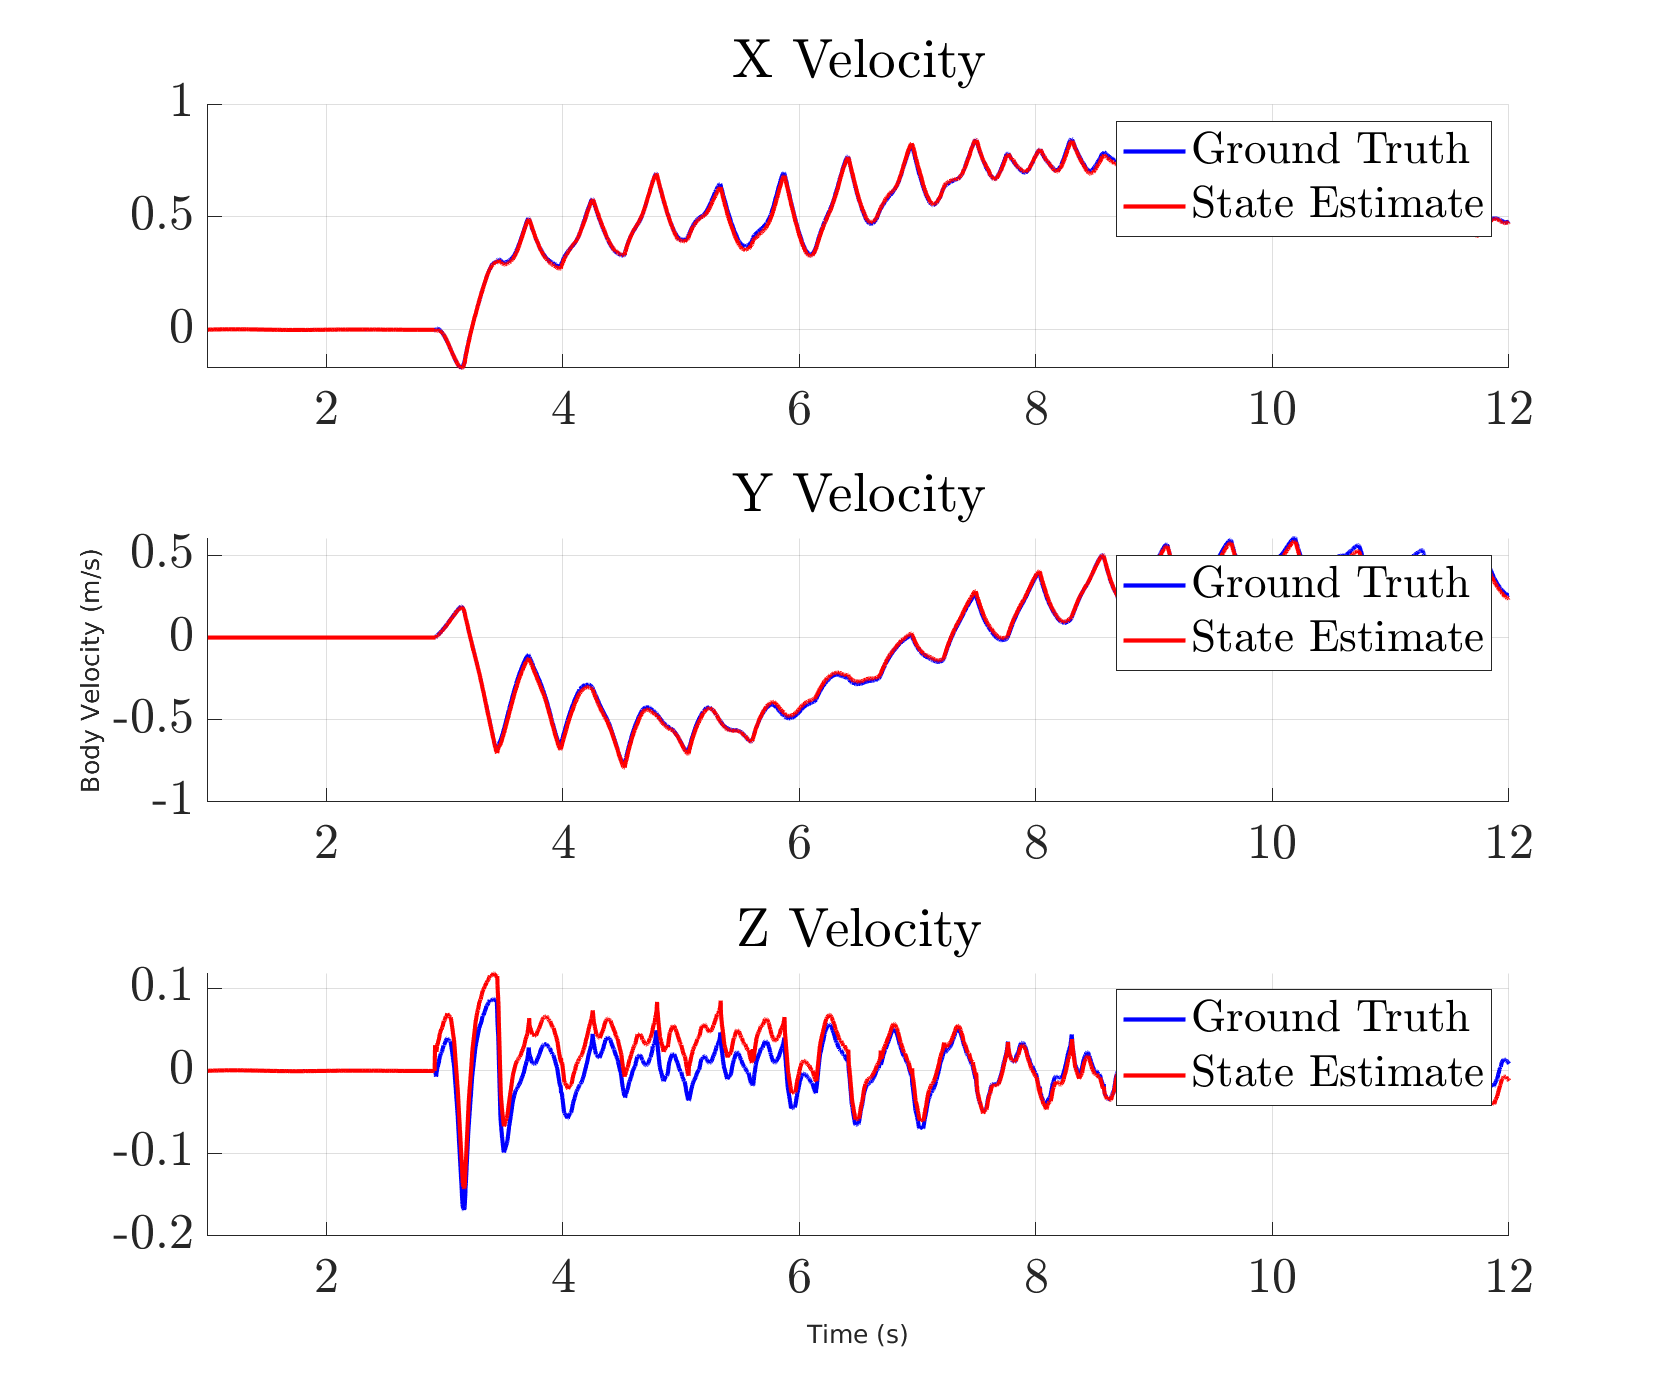 X Velocity
1
0.5
0
Ground Truth
State Estimate
2 4 6 8 10 12
Y Velocity
Body Velocity (m/s)
0.5
0
-0.5
-1
Ground Truth
State Estimate
2 4 6 8 10 12
Z Velocity
0.1
0
-0.1
-0.2
Ground Truth
State Estimate
2 4 6 8 10 12
Time (s)